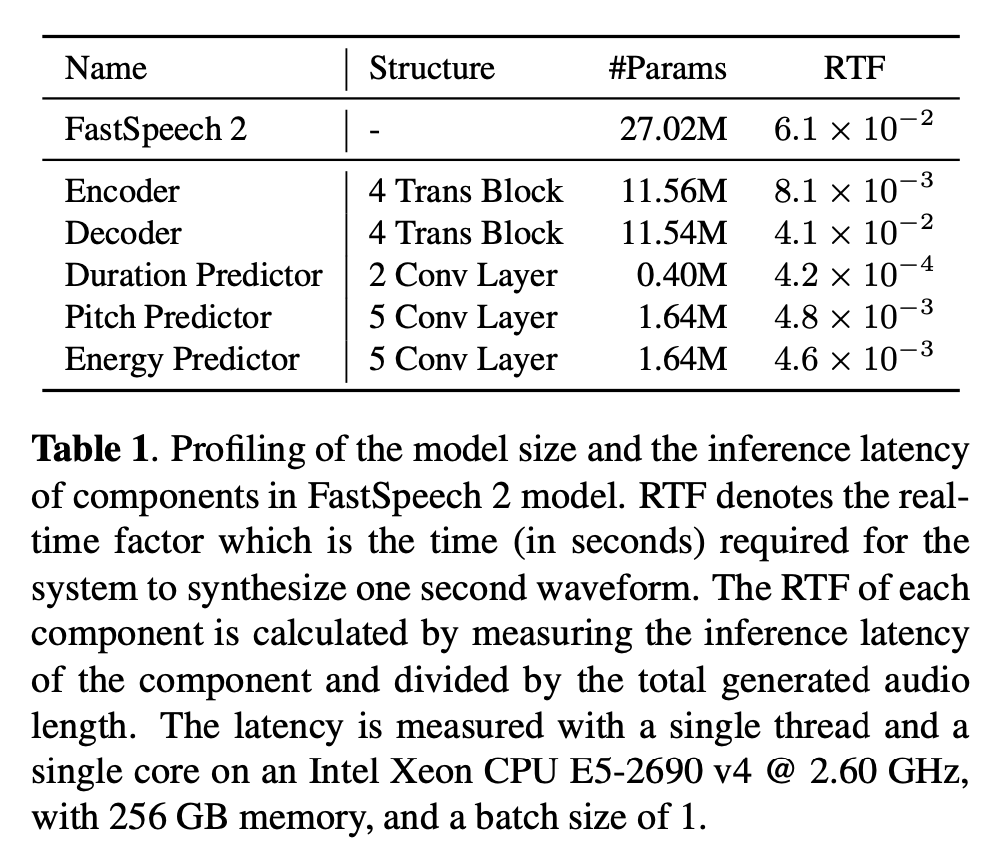 Name Structure #Params RTF
FastSpeech 2 - 27.02M 6.1 × 10⁻²
Encoder 4 Trans Block 11.56M 8.1 × 10⁻³
Decoder 4 Trans Block 11.54M 4.1 × 10⁻²
Duration Predictor 2 Conv Layer 0.40M 4.2 × 10⁻⁴
Pitch Predictor 5 Conv Layer 1.64M 4.8 × 10⁻³
Energy Predictor 5 Conv Layer 1.64M 4.6 × 10⁻³
Table 1. Profiling of the model size and the inference latency
of components in FastSpeech 2 model. RTF denotes the real-
time factor which is the time (in seconds) required for the
system to synthesize one second waveform. The RTF of each
component is calculated by measuring the inference latency
of the component and divided by the total generated audio
length. The latency is measured with a single thread and a
single core on an Intel Xeon CPU E5-2690 v4 @ 2.60 GHz,
with 256 GB memory, and a batch size of 1.